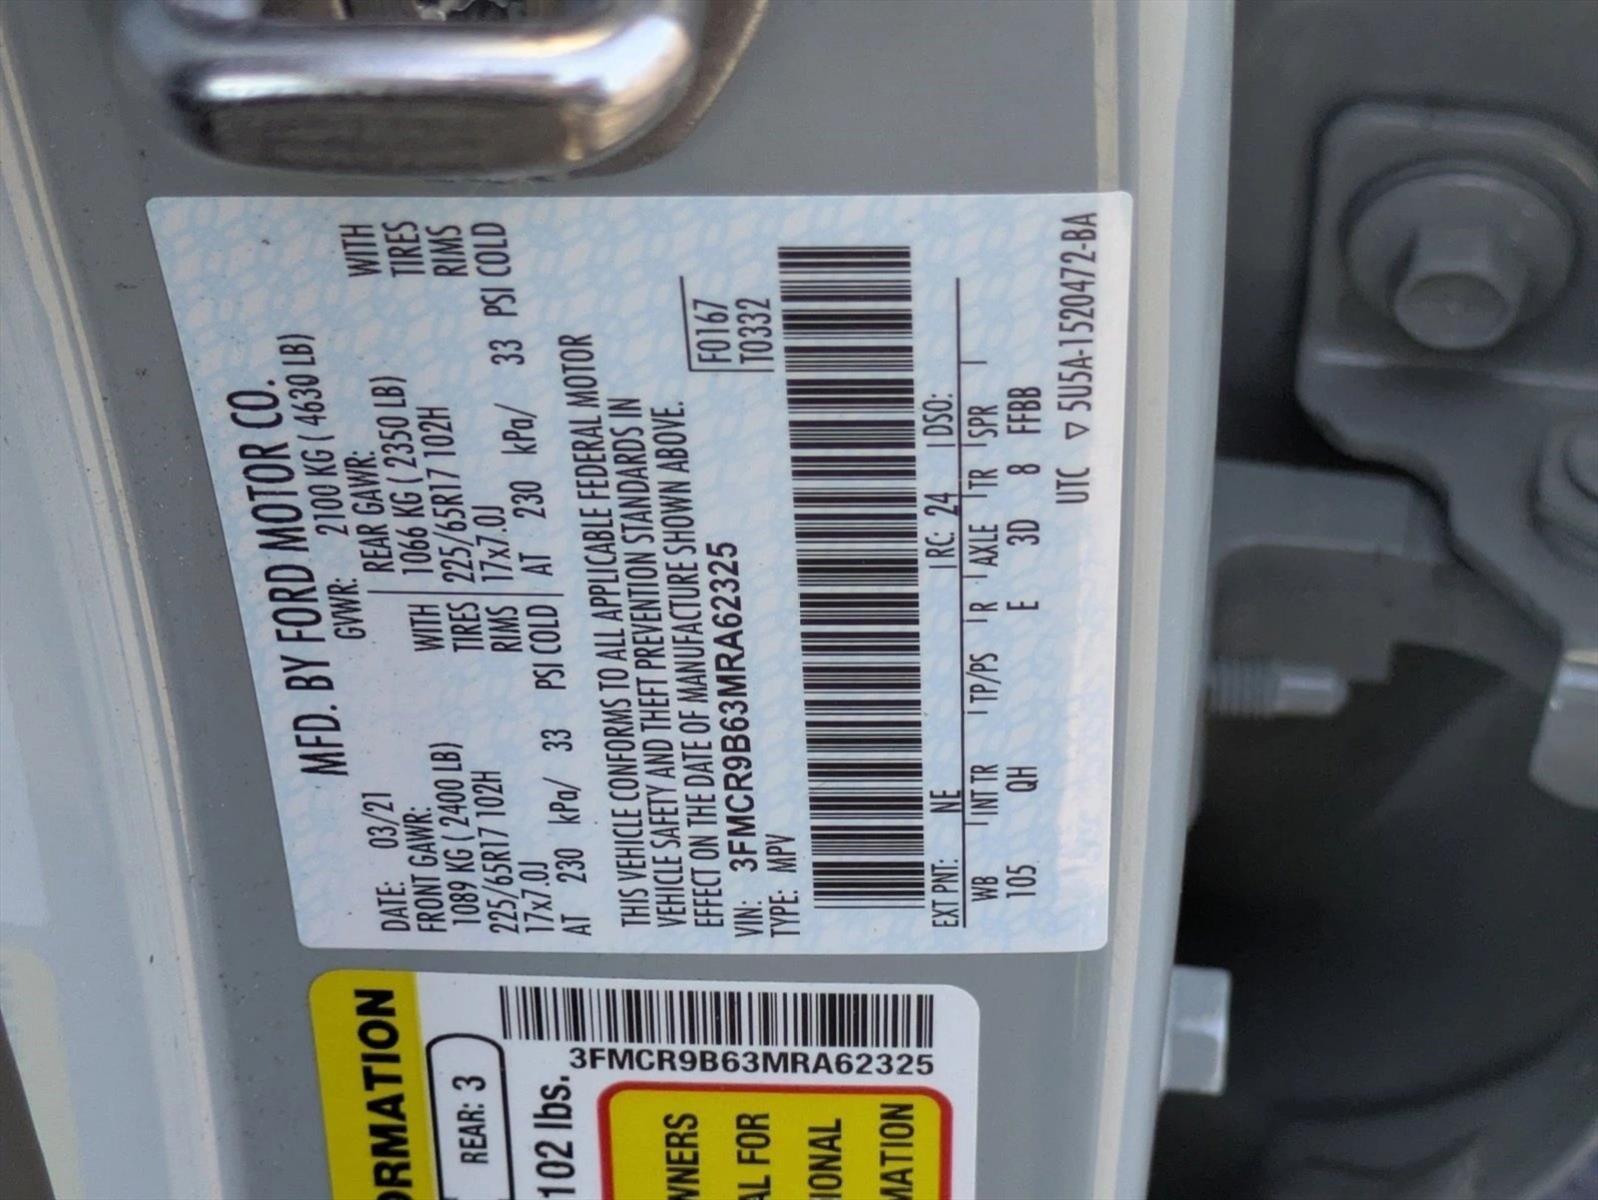 MFD. BY FORD MOTOR CO.
DATE: 03/21 GVWR: 2100 KG ( 4630 LB)
FRONT GAWR: REAR GAWR:
1089 KG ( 2400 LB) WITH 1066 KG ( 2350 LB) WITH
225/65R17 102H TIRES 225/65R17 102H TIRES
17x7.0J RIMS 17x7.0J RIMS
AT 230 kPa/ 33 PSI COLD AT 230 kPa/ 33 PSI COLD
THIS VEHICLE CONFORMS TO ALL APPLICABLE FEDERAL MOTOR
VEHICLE SAFETY AND THEFT PREVENTION STANDARDS IN
EFFECT ON THE DATE OF MANUFACTURE SHOWN ABOVE.
VIN: 3FMCR9B63MRA62325 F0167
TYPE: MPV T0332
EXT PNT: NE RC: 24 DSO:
WB INT TR TP/PS R AXLE TR SPR
105 QH E 3D 8 FFBB
UTC ▽ 5U5A-1520472-BA
ORMATION
REAR: 3
102 lbs.
3FMCR9B63MRA62325
WNERS
AL FOR
IONAL
MATION